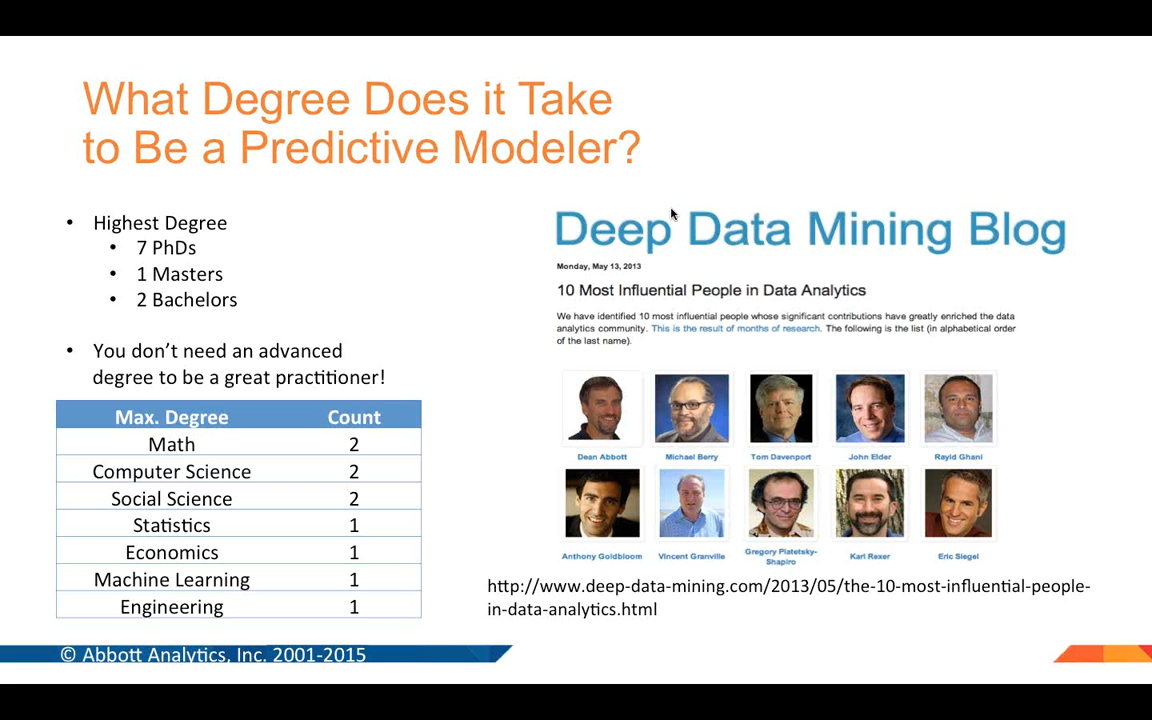 What Degree Does it Take
to Be a Predictive Modeler?
• Highest Degree
• 7 PhDs
• 1 Masters
• 2 Bachelors
• You don't need an advanced
degree to be a great practitioner!
Max. Degree Count
Math 2
Computer Science 2
Social Science 2
Statistics 1
Economics 1
Machine Learning 1
Engineering 1
Deep Data Mining Blog
Monday, May 13, 2013
10 Most Influential People in Data Analytics
We have identified 10 most influential people whose significant contributions have greatly enriched the data
analytics community. This is the result of months of research. The following is the list (in alphabetical order
of the last name).
Dean Abbott Michael Berry Tom Davenport John Elder Rayid Ghani
Anthony Goldbloom Vincent Granville Gregory Piatetsky-
Shapiro Karl Rexer Eric Siegel
http://www.deep-data-mining.com/2013/05/the-10-most-influential-people-
in-data-analytics.html
© Abbott Analytics, Inc. 2001-2015